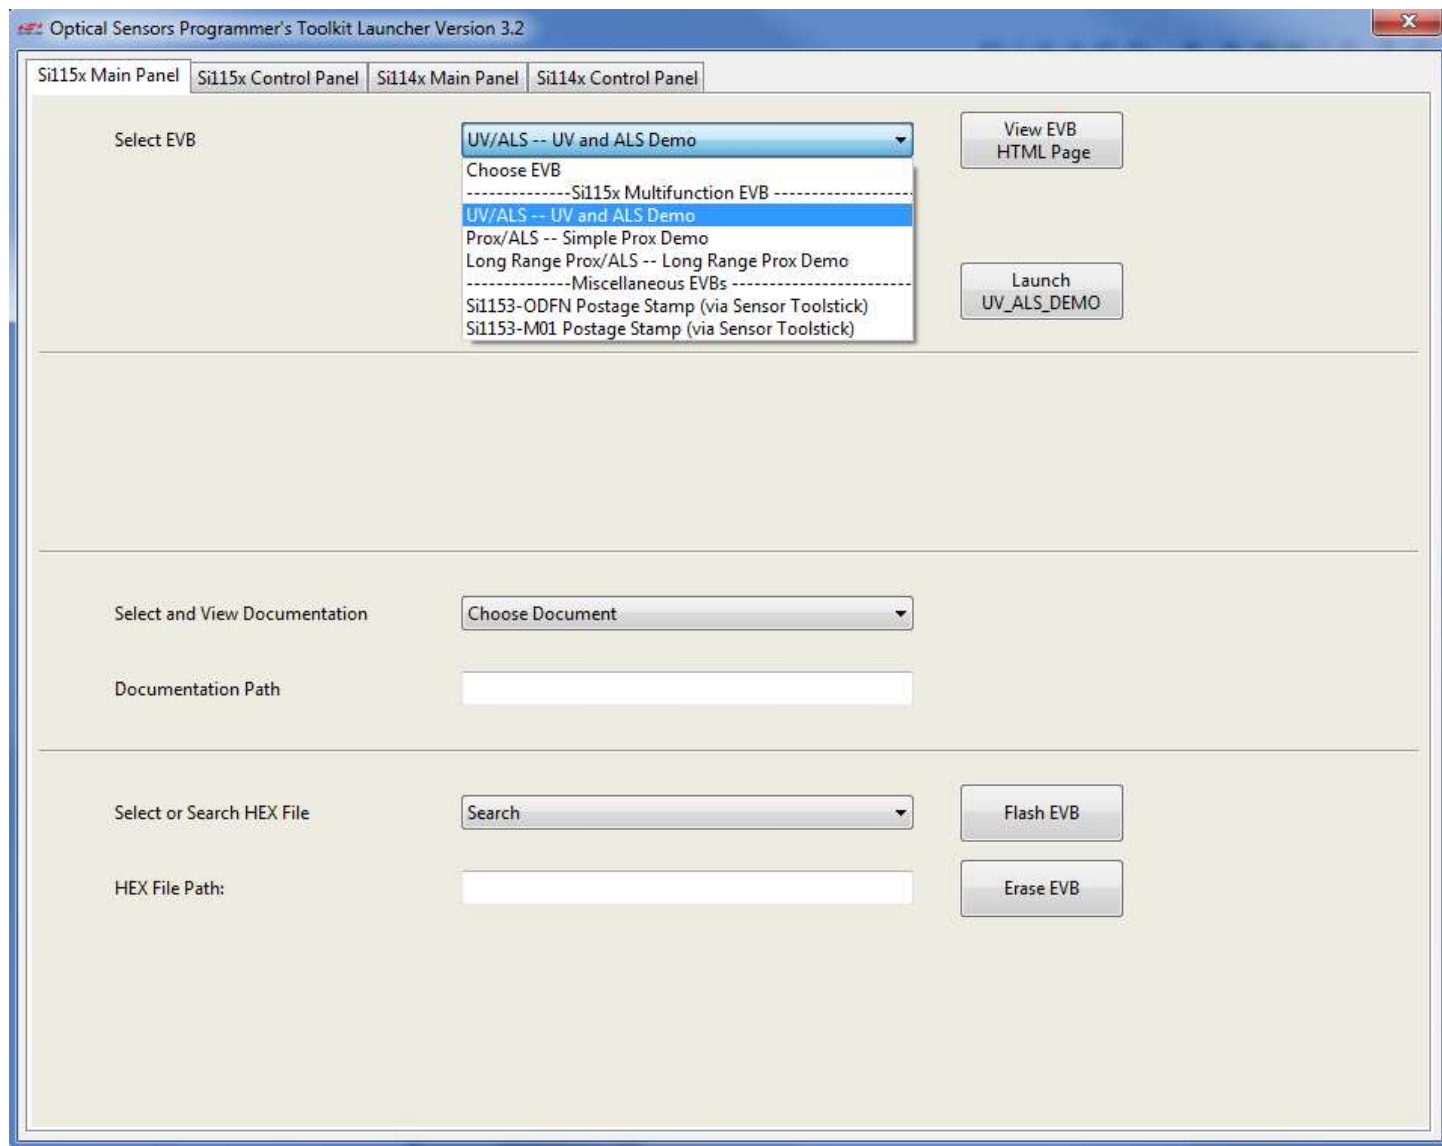 Optical Sensors Programmer's Toolkit Launcher Version 3.2
Si115x Main Panel Si115x Control Panel Si114x Main Panel Si114x Control Panel
Select EVB
UV/ALS -- UV and ALS Demo
View EVB
HTML Page
Choose EVB
--------------Si115x Multifunction EVB -------------------
UV/ALS -- UV and ALS Demo
Prox/ALS -- Simple Prox Demo
Long Range Prox/ALS -- Long Range Prox Demo
--------------Miscellaneous EVBs ------------------------
Si1153-ODFN Postage Stamp (via Sensor Toolstick)
Si1153-M01 Postage Stamp (via Sensor Toolstick)
Launch
UV_ALS_DEMO
Select and View Documentation
Choose Document
Documentation Path
Select or Search HEX File
Search
Flash EVB
HEX File Path:
Erase EVB